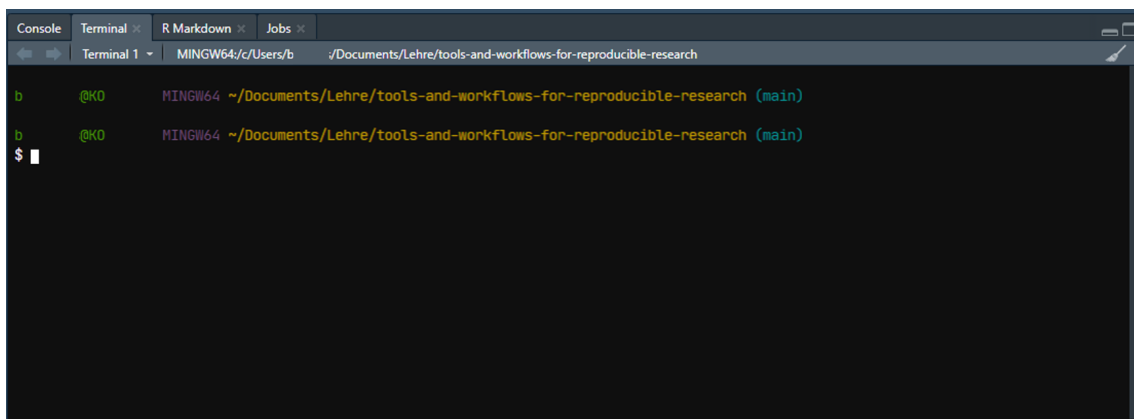 Console Terminal R Markdown Jobs
Terminal 1 MINGW64:/c/Users/b :/Documents/Lehre/tools-and-workflows-for-reproducible-research
b @KO MINGW64 ~/Documents/Lehre/tools-and-workflows-for-reproducible-research (main)
b @KO MINGW64 ~/Documents/Lehre/tools-and-workflows-for-reproducible-research (main)
$